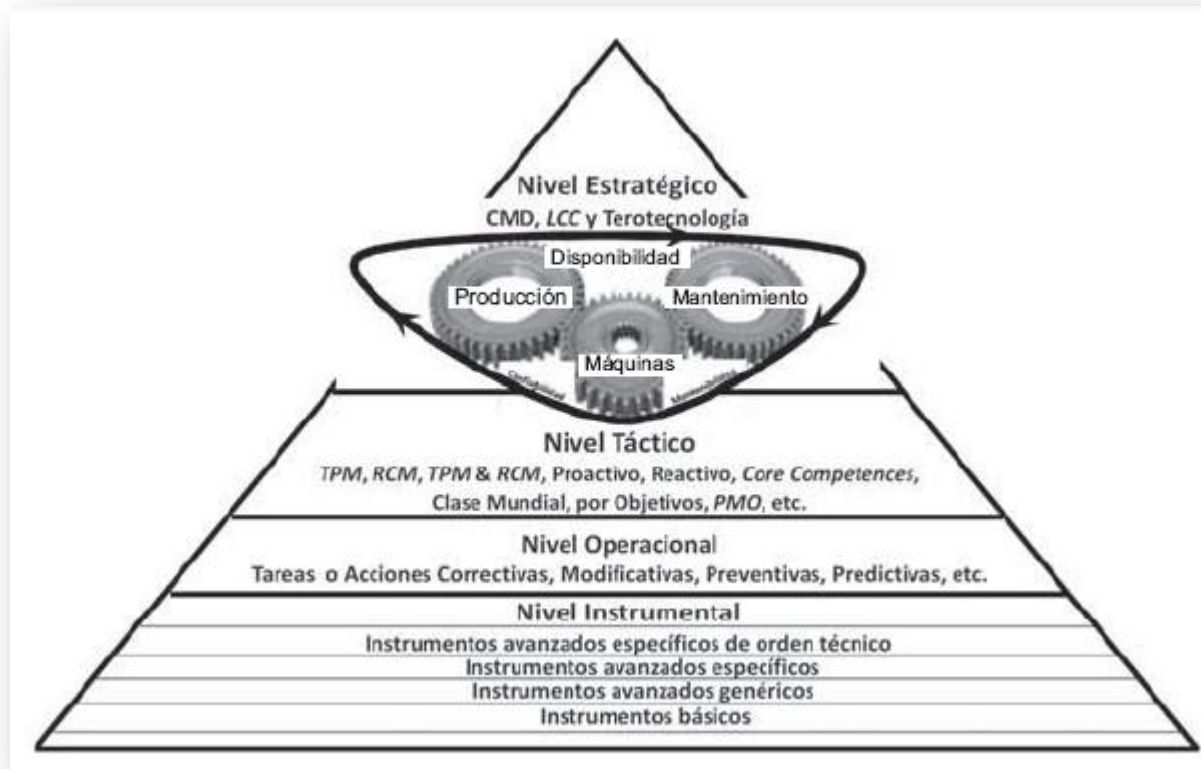 Nivel Estratégico
CMD, LCC y Terotecnología
Disponibilidad
Producción
Mantenimiento
Máquinas
Confiabilidad
Mantenibilidad
Nivel Táctico
TPM, RCM, TPM & RCM, Proactivo, Reactivo, Core Competences,
Clase Mundial, por Objetivos, PMO, etc.
Nivel Operacional
Tareas o Acciones Correctivas, Modificativas, Preventivas, Predictivas, etc.
Nivel Instrumental
Instrumentos avanzados específicos de orden técnico
Instrumentos avanzados específicos
Instrumentos avanzados genéricos
Instrumentos básicos